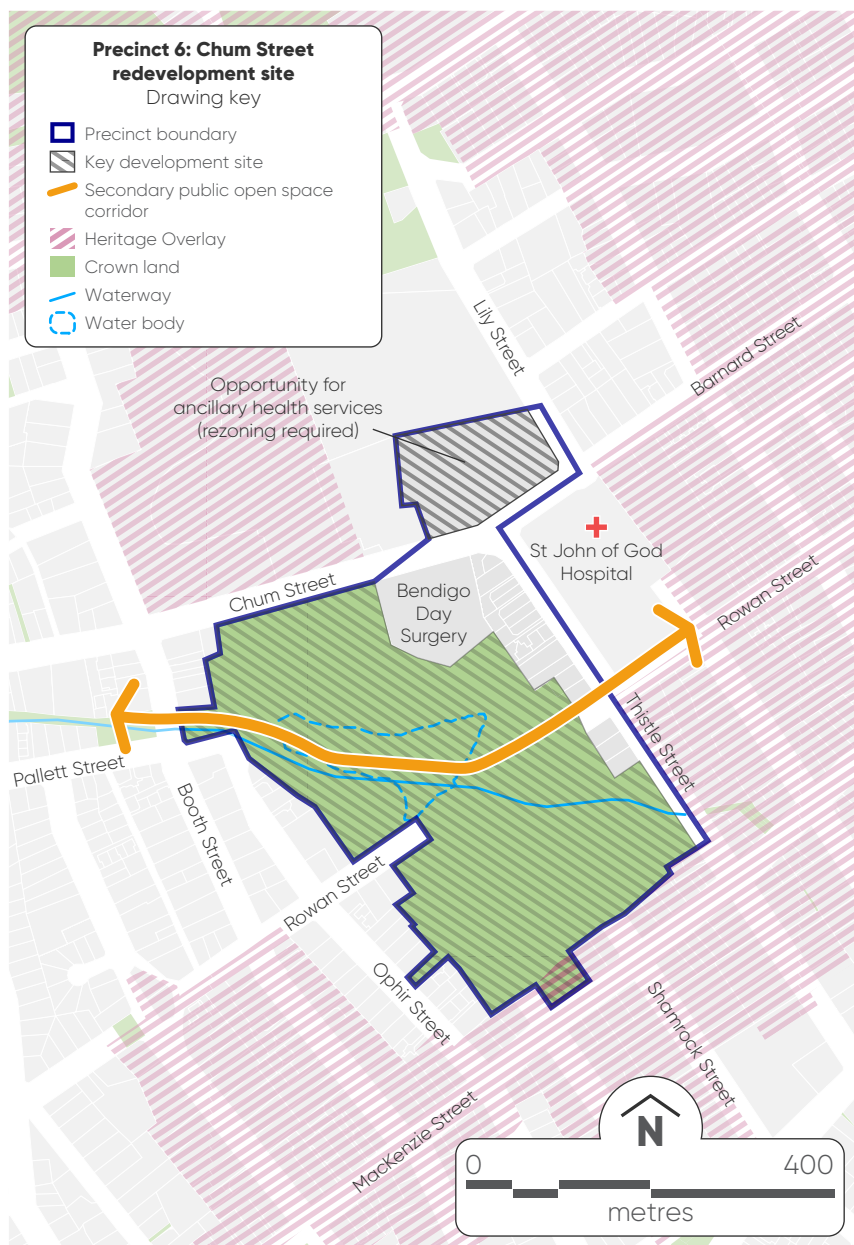 Precinct 6: Chum Street
redevelopment site
Drawing key
Precinct boundary
Key development site
Secondary public open space
corridor
Heritage Overlay
Crown land
Waterway
Water body
Lily Street
Barnard Street
Opportunity for
ancillary health services
(rezoning required)
St John of God
Hospital
Chum Street
Bendigo
Day
Surgery
Rowan Street
Thistle Street
Pallett Street
Booth Street
Rowan Street
Ophir Street
Shamrock Street
MacKenzie Street
N
0 400
metres